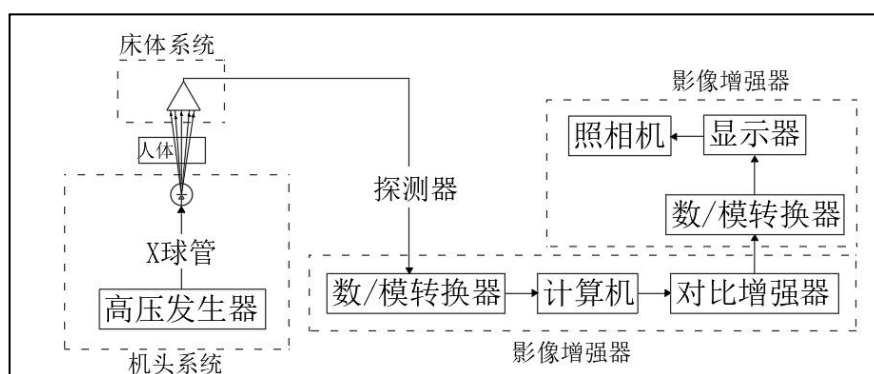 床体系统
影像增强器
照相机
显示器
人体
探测器
数/模转换器
X球管
高压发生器
数/模转换器
计算机
对比增强器
机头系统
影像增强器